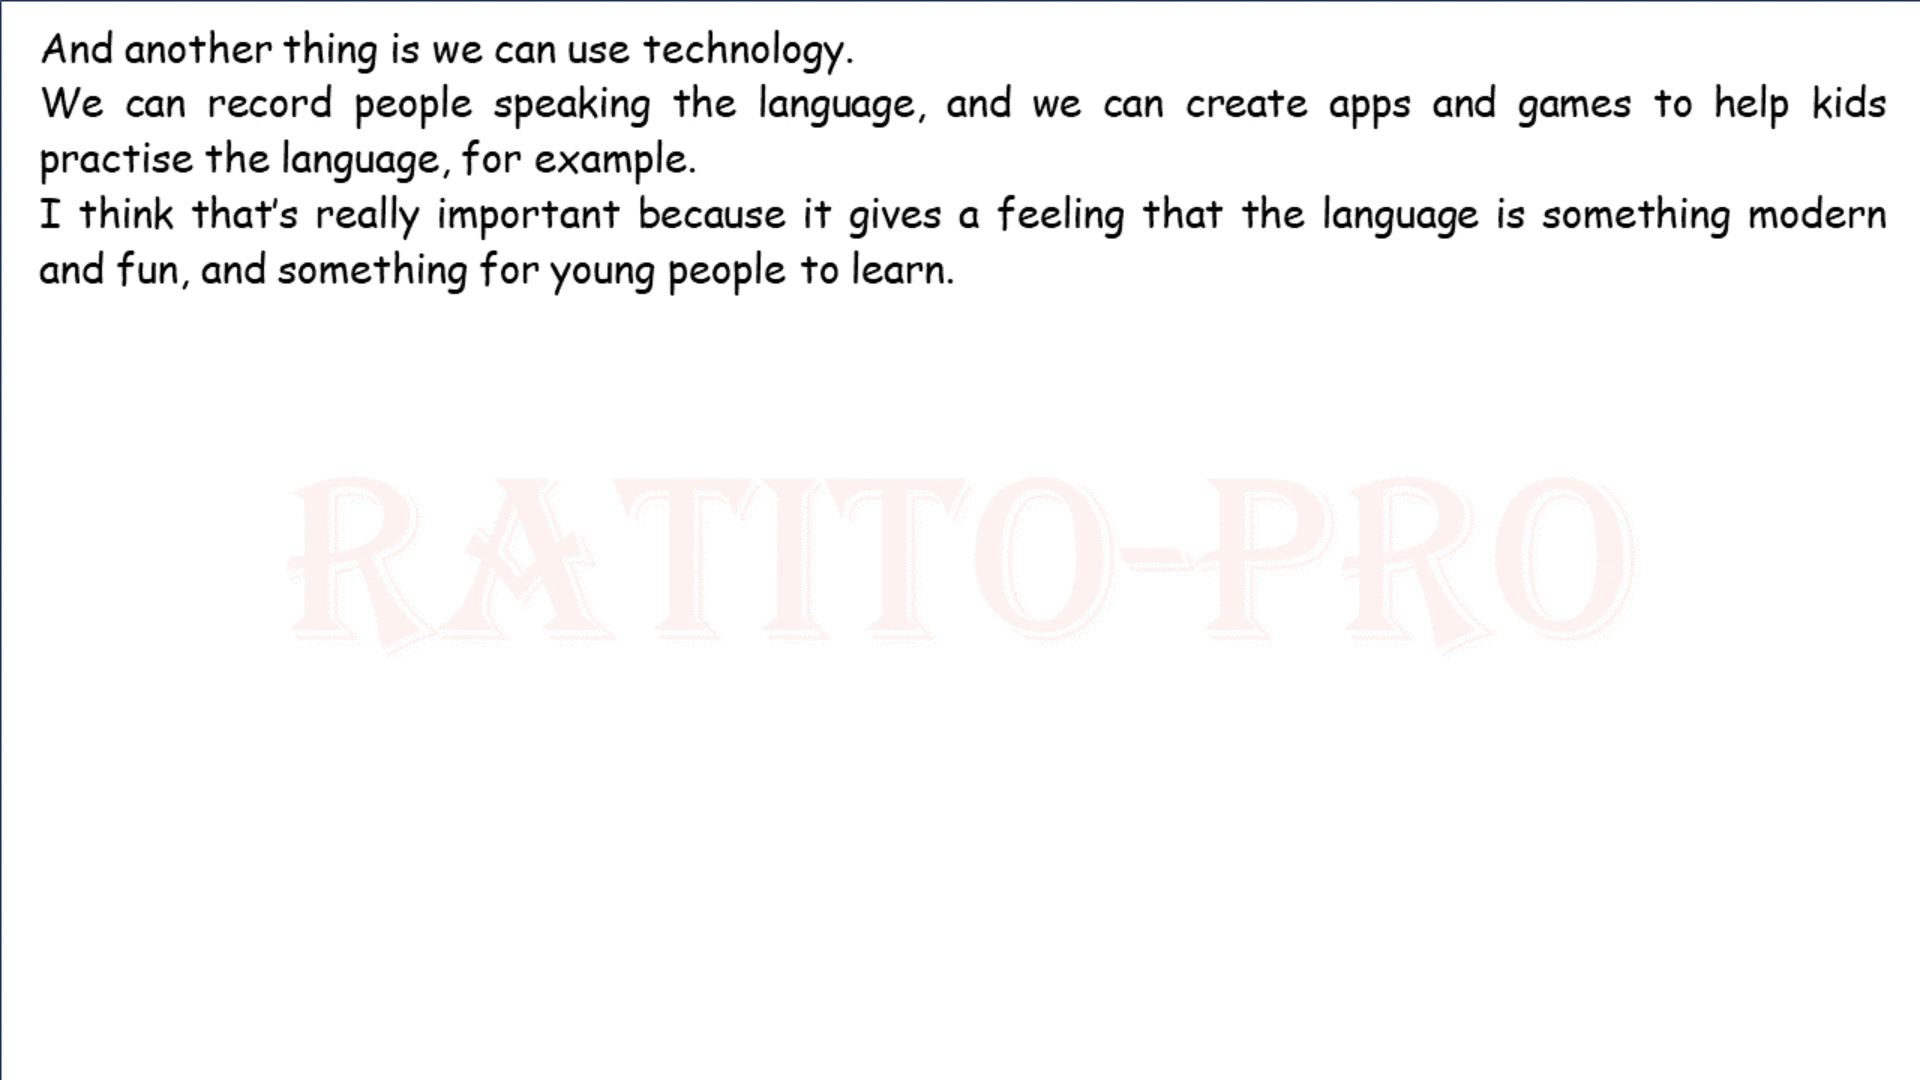 And another thing is we can use technology.
We can record people speaking the language, and we can create apps and games to help kids
practise the language, for example.
I think that's really important because it gives a feeling that the language is something modern
and fun, and something for young people to learn.
RATITO-PRO